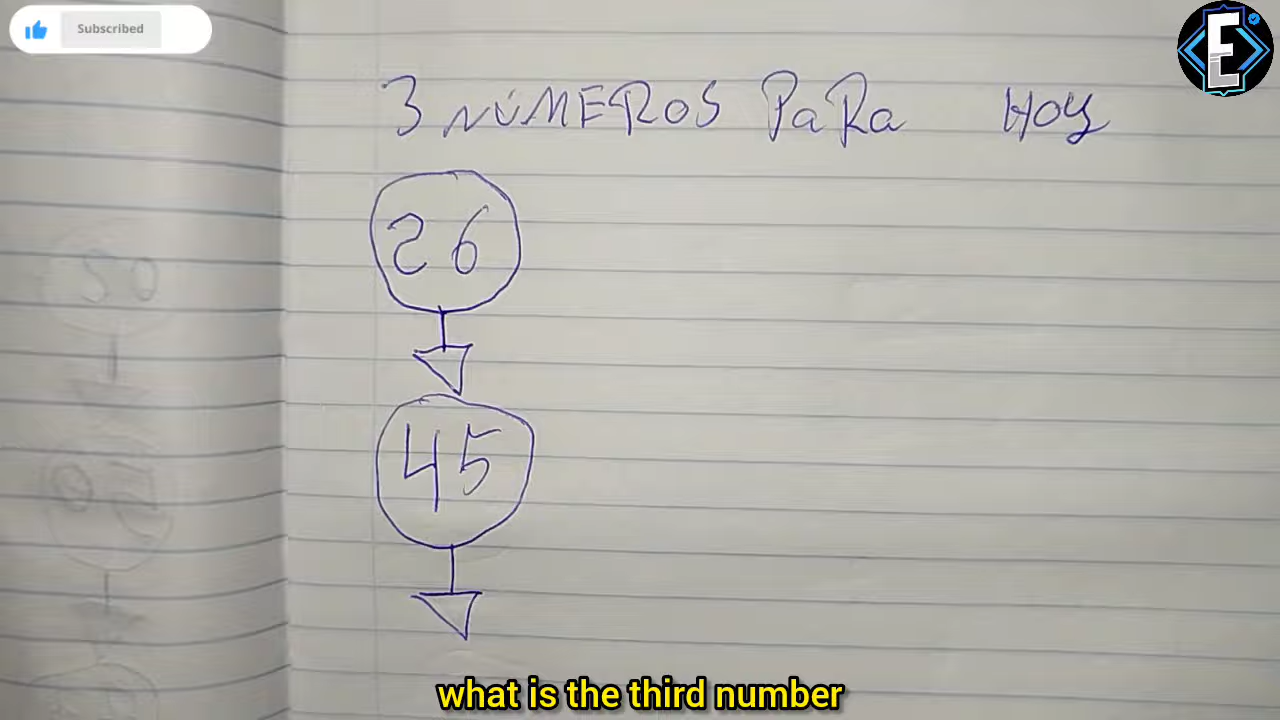 Subscribed
E
3 NÚMEROS PaRa HOY
26
45
what is the third number